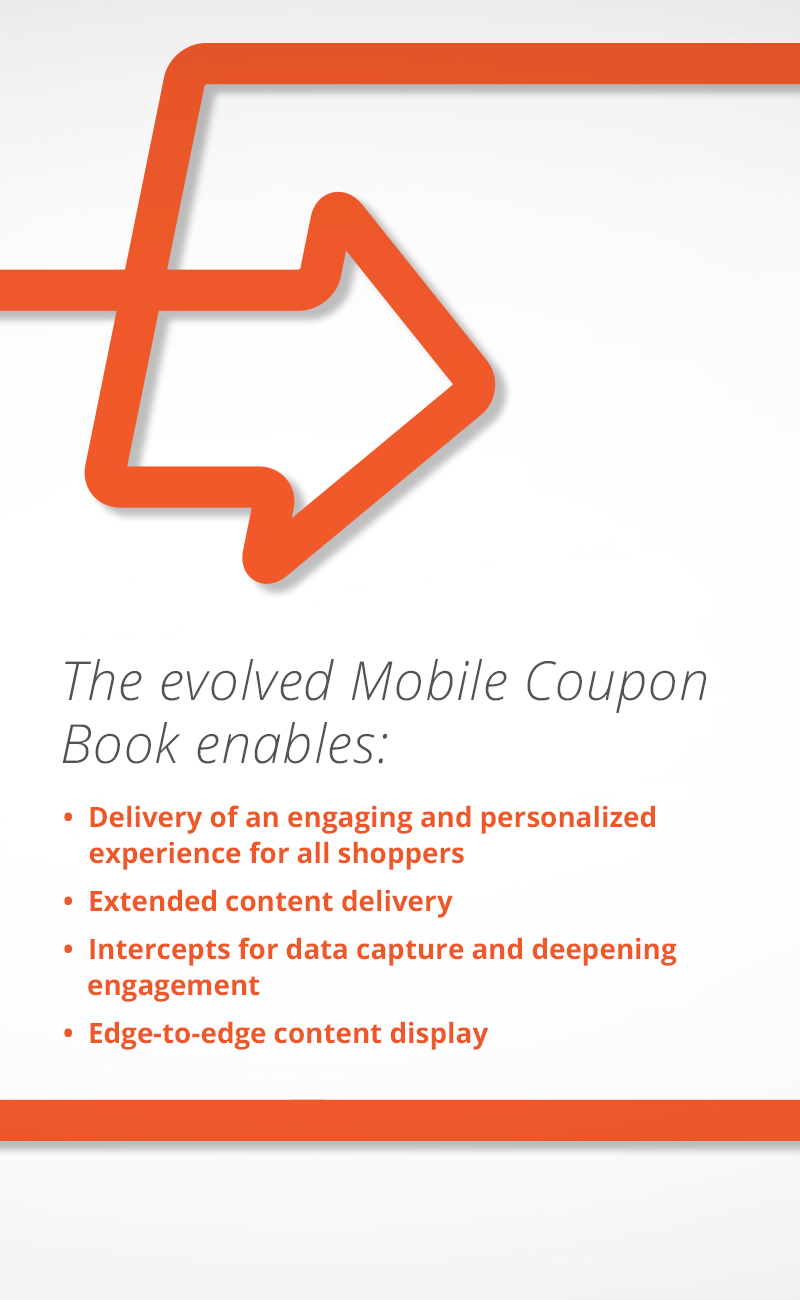 The evolved Mobile Coupon
Book enables:
• Delivery of an engaging and personalized
experience for all shoppers
• Extended content delivery
• Intercepts for data capture and deepening
engagement
• Edge-to-edge content display